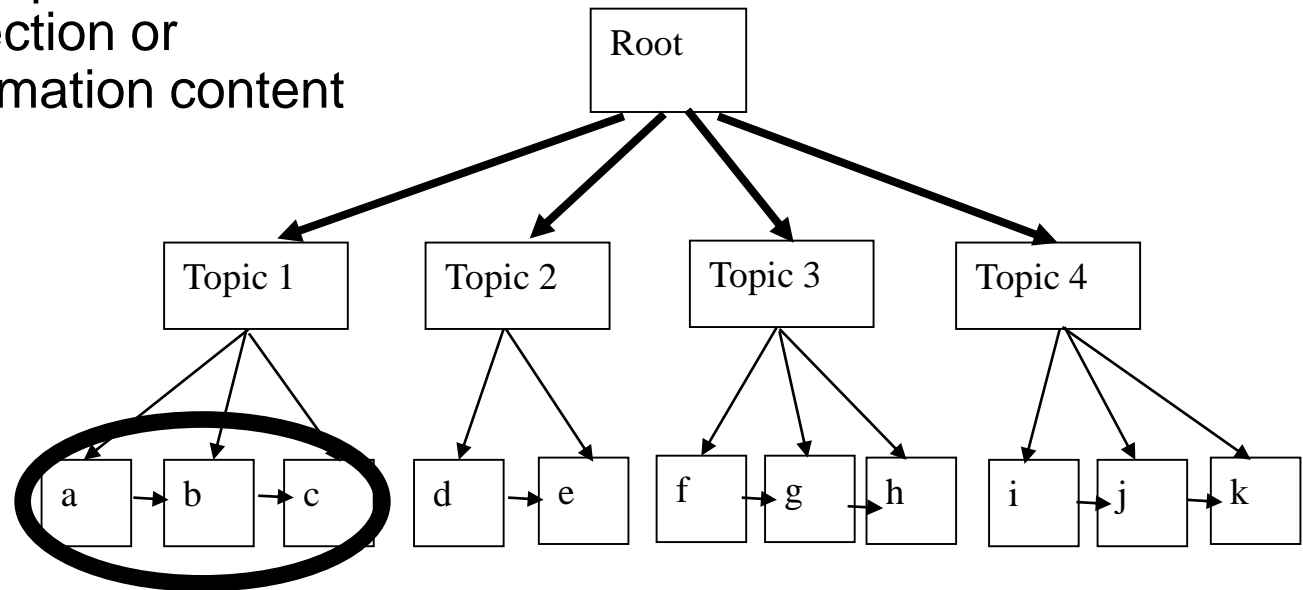 ection or
mation content
Root
Topic 1
Topic 2
Topic 3
Topic 4
a b c d e f g h i j k